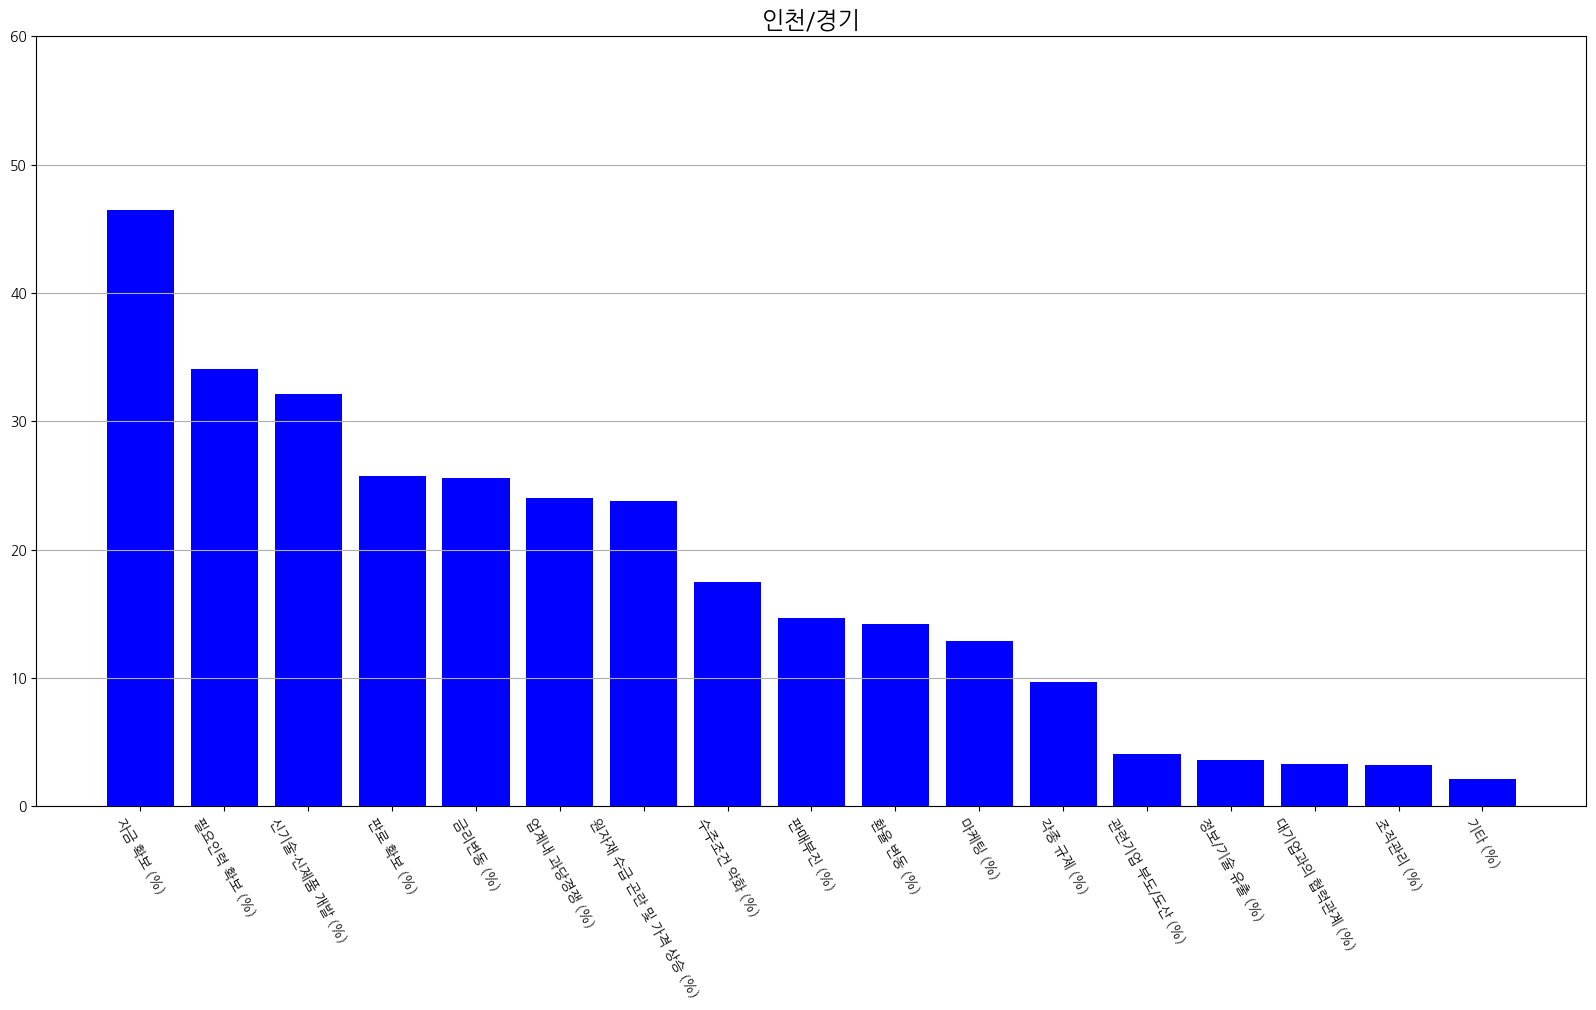 인천/경기
60
50
40
30
20
10
0
자금 확보 (%)
필요인력 확보 (%)
신기술·신제품 개발 (%)
판로 확보 (%)
금리변동 (%)
업계내 과당경쟁 (%)
원자재 수급 곤란 및 가격 상승 (%)
수주조건 악화 (%)
판매부진 (%)
환율 변동 (%)
마케팅 (%)
각종 규제 (%)
관련기업 부도/도산 (%)
정보/기술 유출 (%)
대기업과의 협력관계 (%)
조직관리 (%)
기타 (%)